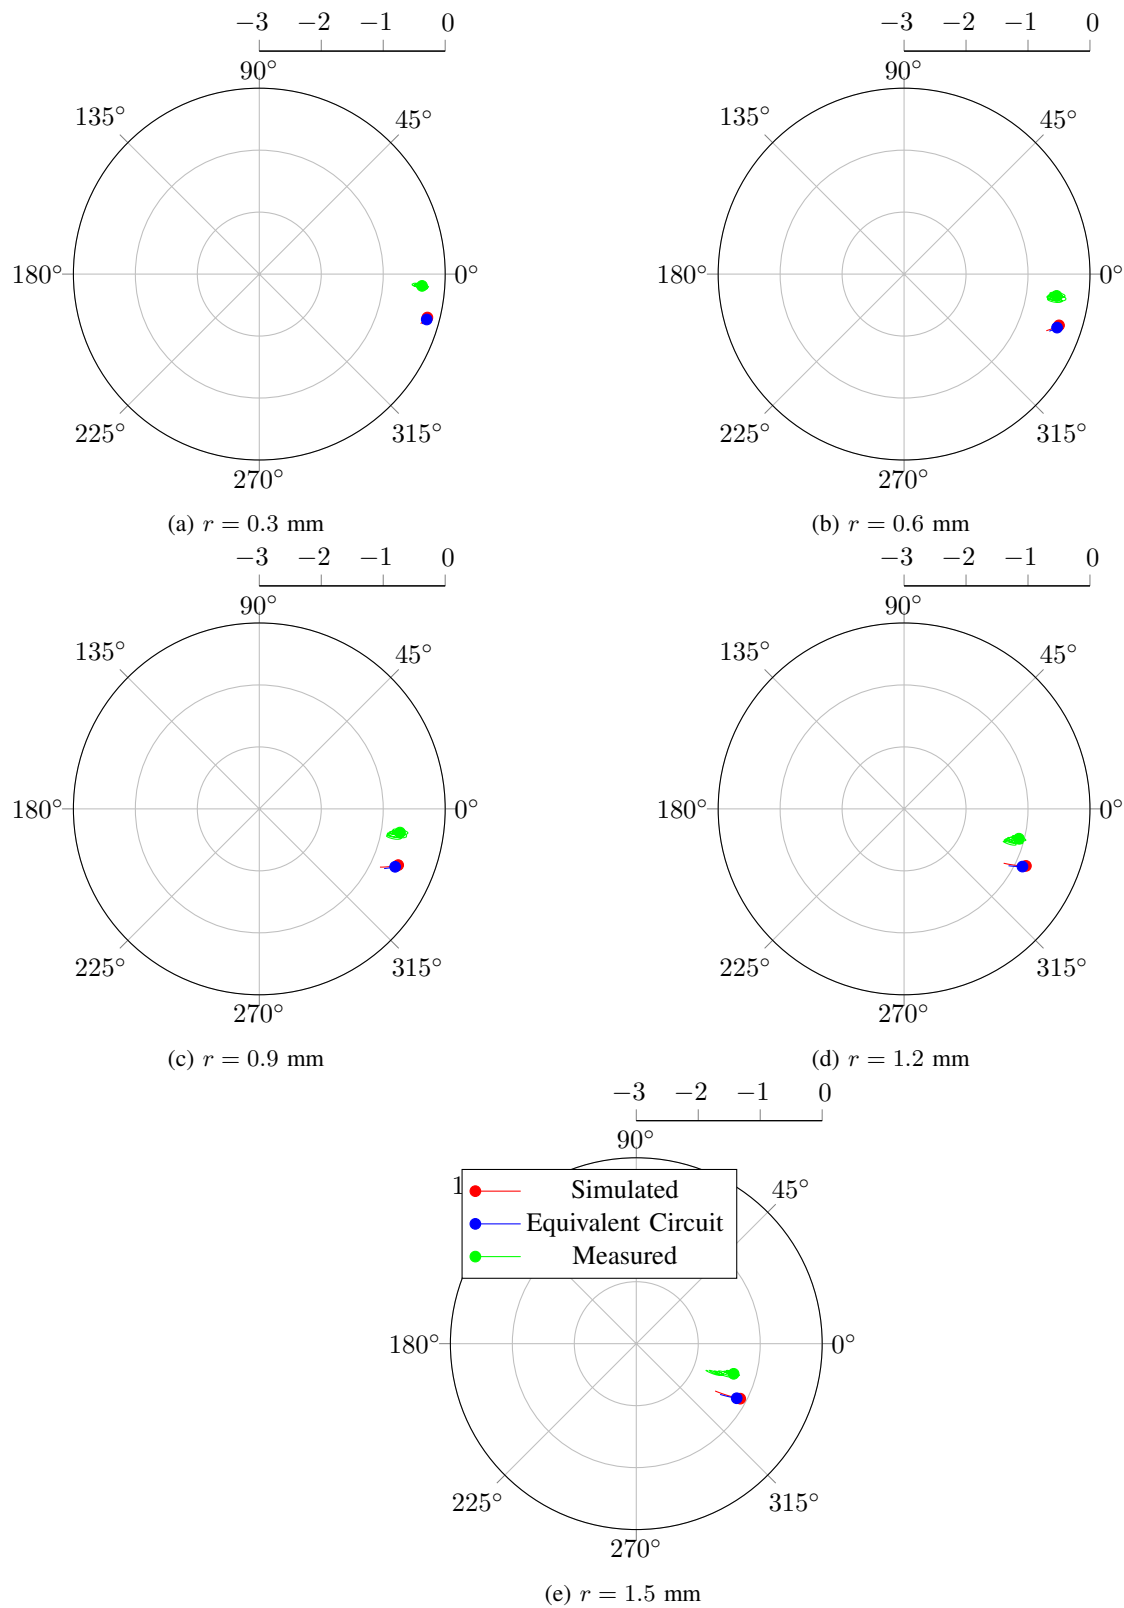 −3 −2 −1 0
90°
135° 45°
180° 0°
225° 315°
270°
(a) r = 0.3 mm
−3 −2 −1 0
90°
135° 45°
180° 0°
225° 315°
270°
(b) r = 0.6 mm
−3 −2 −1 0
90°
135° 45°
180° 0°
225° 315°
270°
(c) r = 0.9 mm
−3 −2 −1 0
90°
135° 45°
180° 0°
225° 315°
270°
(d) r = 1.2 mm
−3 −2 −1 0
90°
1 45°
Simulated
Equivalent Circuit
Measured
180° 0°
225° 315°
270°
(e) r = 1.5 mm